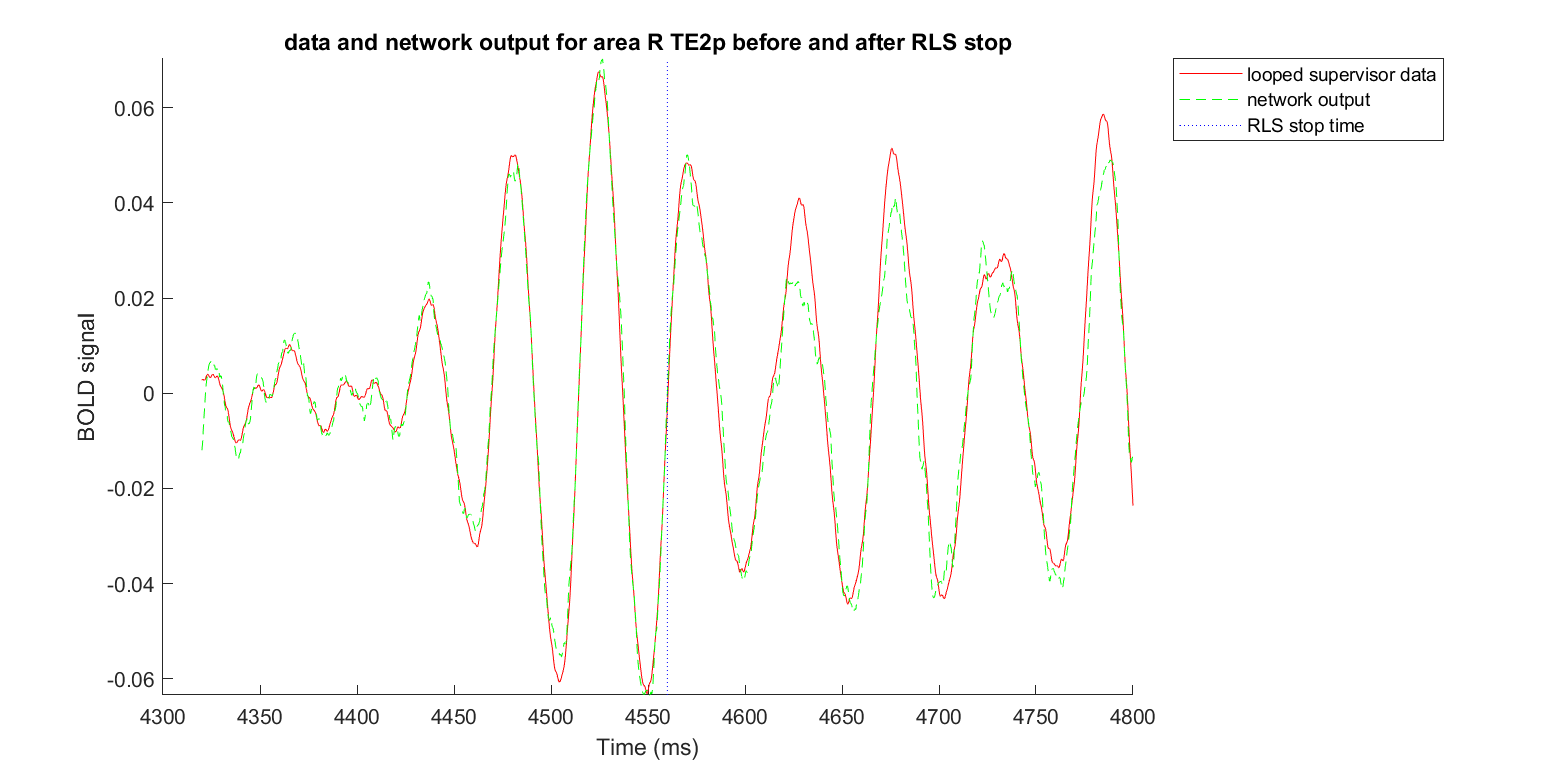 data and network output for area R TE2p before and after RLS stop
looped supervisor data
network output
RLS stop time
BOLD signal
0.06
0.04
0.02
0
-0.02
-0.04
-0.06
4300 4350 4400 4450 4500 4550 4600 4650 4700 4750 4800
Time (ms)